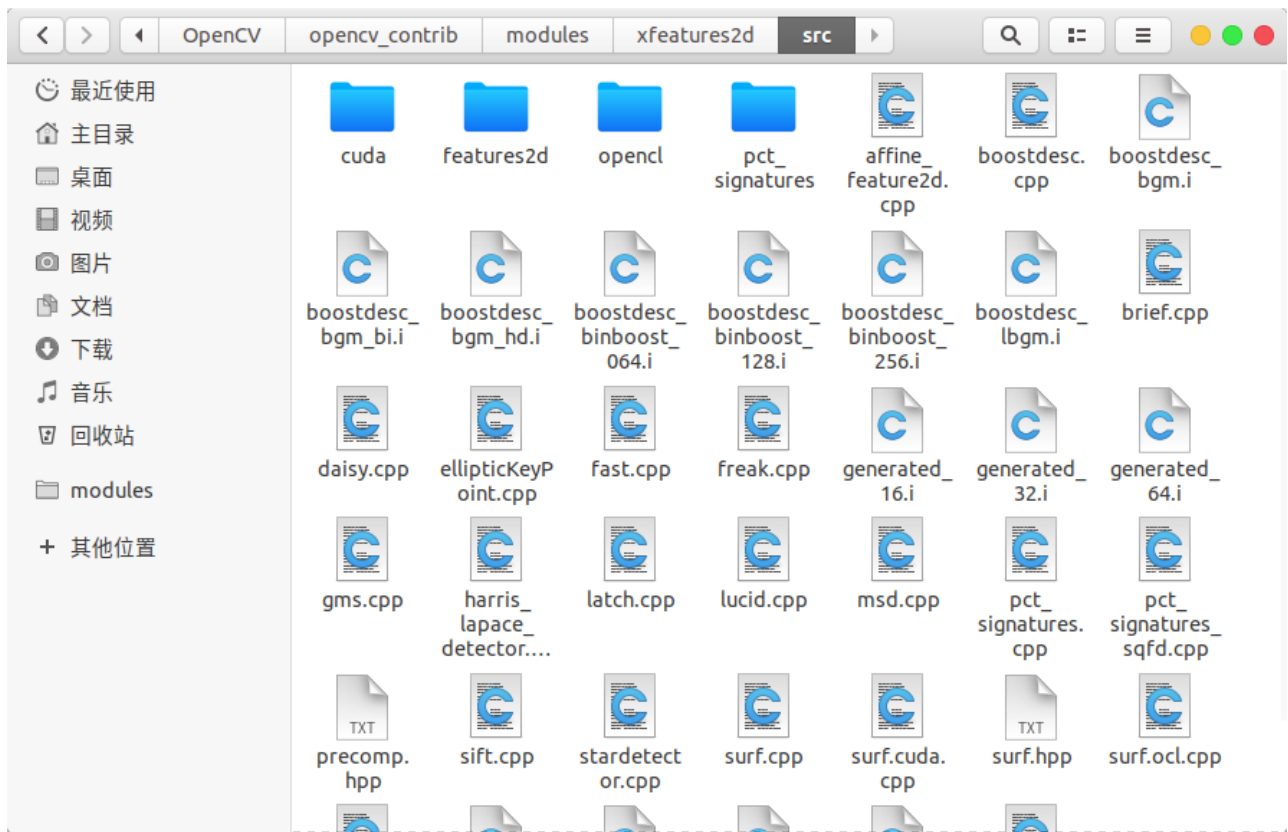 OpenCV opencv_contrib modules xfeatures2d src
最近使用
主目录
桌面
视频
图片
文档
下载
音乐
回收站
modules
其他位置
cuda features2d opencl pct_ affine_ boostdesc. boostdesc_
signatures feature2d. cpp bgm.i
cpp
boostdesc_ boostdesc_ boostdesc_ boostdesc_ boostdesc_ boostdesc_ brief.cpp
bgm_bi.i bgm_hd.i binboost_ binboost_ binboost_ lbgm.i
064.i 128.i 256.i
daisy.cpp ellipticKeyP fast.cpp freak.cpp generated_ generated_ generated_
oint.cpp 16.i 32.i 64.i
gms.cpp harris_ latch.cpp lucid.cpp msd.cpp pct_ pct_
lapace_ signatures. signatures_
detector.... cpp sqfd.cpp
TXT TXT
precomp. sift.cpp stardetect surf.cpp surf.cuda. surf.hpp surf.ocl.cpp
hpp or.cpp cpp